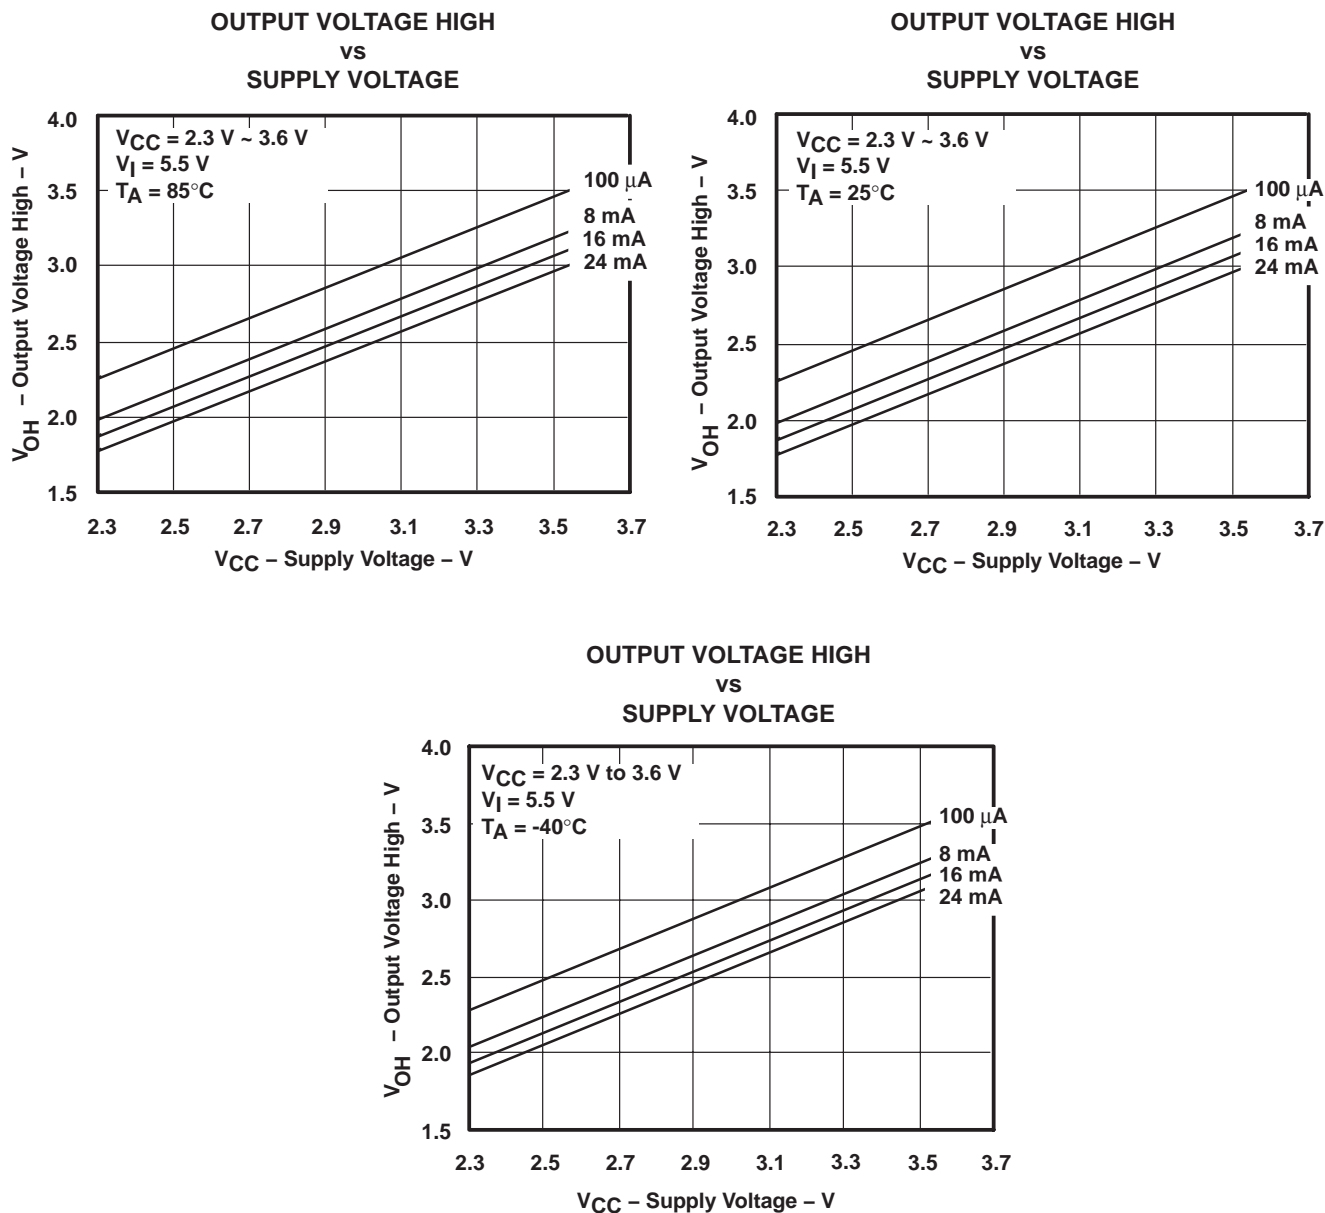 OUTPUT VOLTAGE HIGH
vs
SUPPLY VOLTAGE
4.0
3.5
3.0
2.5
2.0
1.5
VOH – Output Voltage High – V
VCC = 2.3 V ~ 3.6 V
VI = 5.5 V
TA = 85°C
100 μA
8 mA
16 mA
24 mA
2.3 2.5 2.7 2.9 3.1 3.3 3.5 3.7
VCC – Supply Voltage – V
OUTPUT VOLTAGE HIGH
vs
SUPPLY VOLTAGE
4.0
3.5
3.0
2.5
2.0
1.5
VOH – Output Voltage High – V
VCC = 2.3 V ~ 3.6 V
VI = 5.5 V
TA = 25°C
100 μA
8 mA
16 mA
24 mA
2.3 2.5 2.7 2.9 3.1 3.3 3.5 3.7
VCC – Supply Voltage – V
OUTPUT VOLTAGE HIGH
vs
SUPPLY VOLTAGE
4.0
3.5
3.0
2.5
2.0
1.5
VOH – Output Voltage High – V
VCC = 2.3 V to 3.6 V
VI = 5.5 V
TA = -40°C
100 μA
8 mA
16 mA
24 mA
2.3 2.5 2.7 2.9 3.1 3.3 3.5 3.7
VCC – Supply Voltage – V